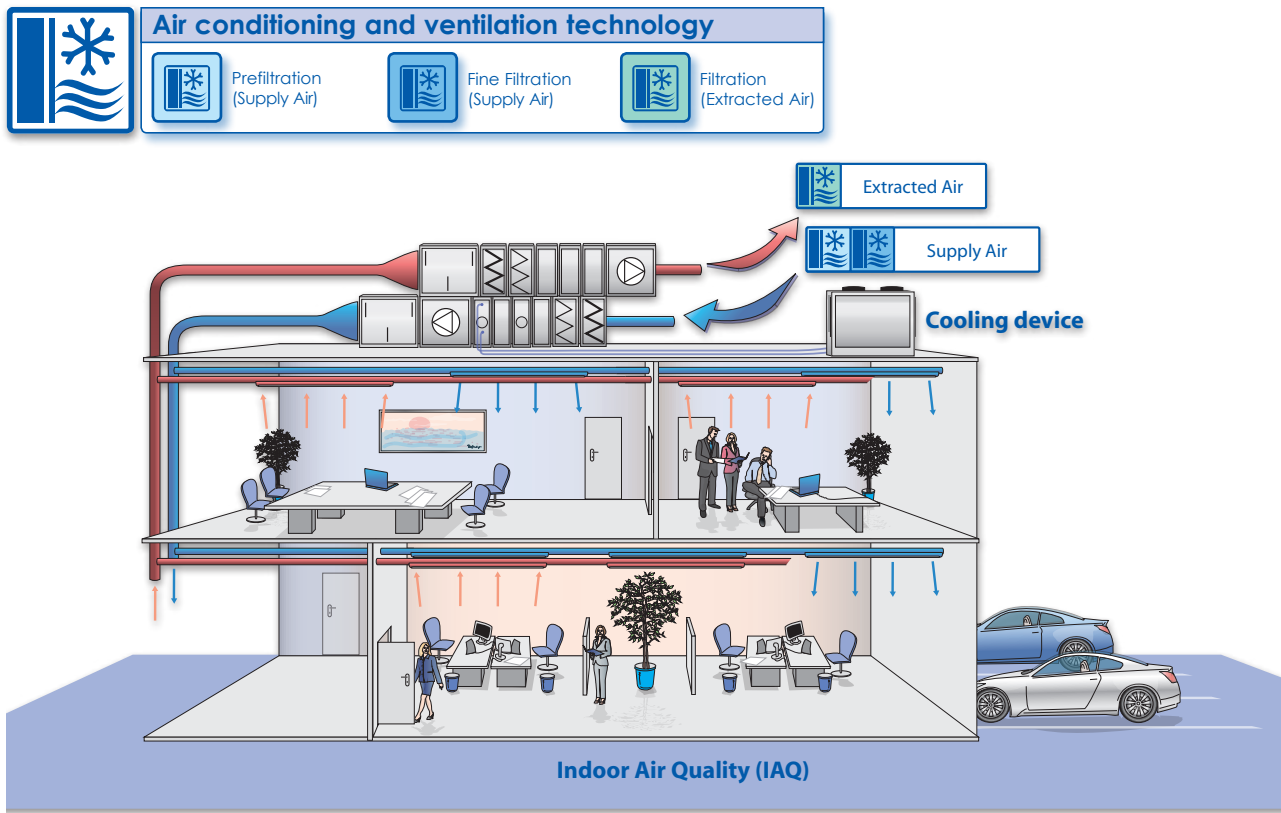 Air conditioning and ventilation technology
Prefiltration
(Supply Air)
Fine Filtration
(Supply Air)
Filtration
(Extracted Air)
Extracted Air
Supply Air
Cooling device
Indoor Air Quality (IAQ)